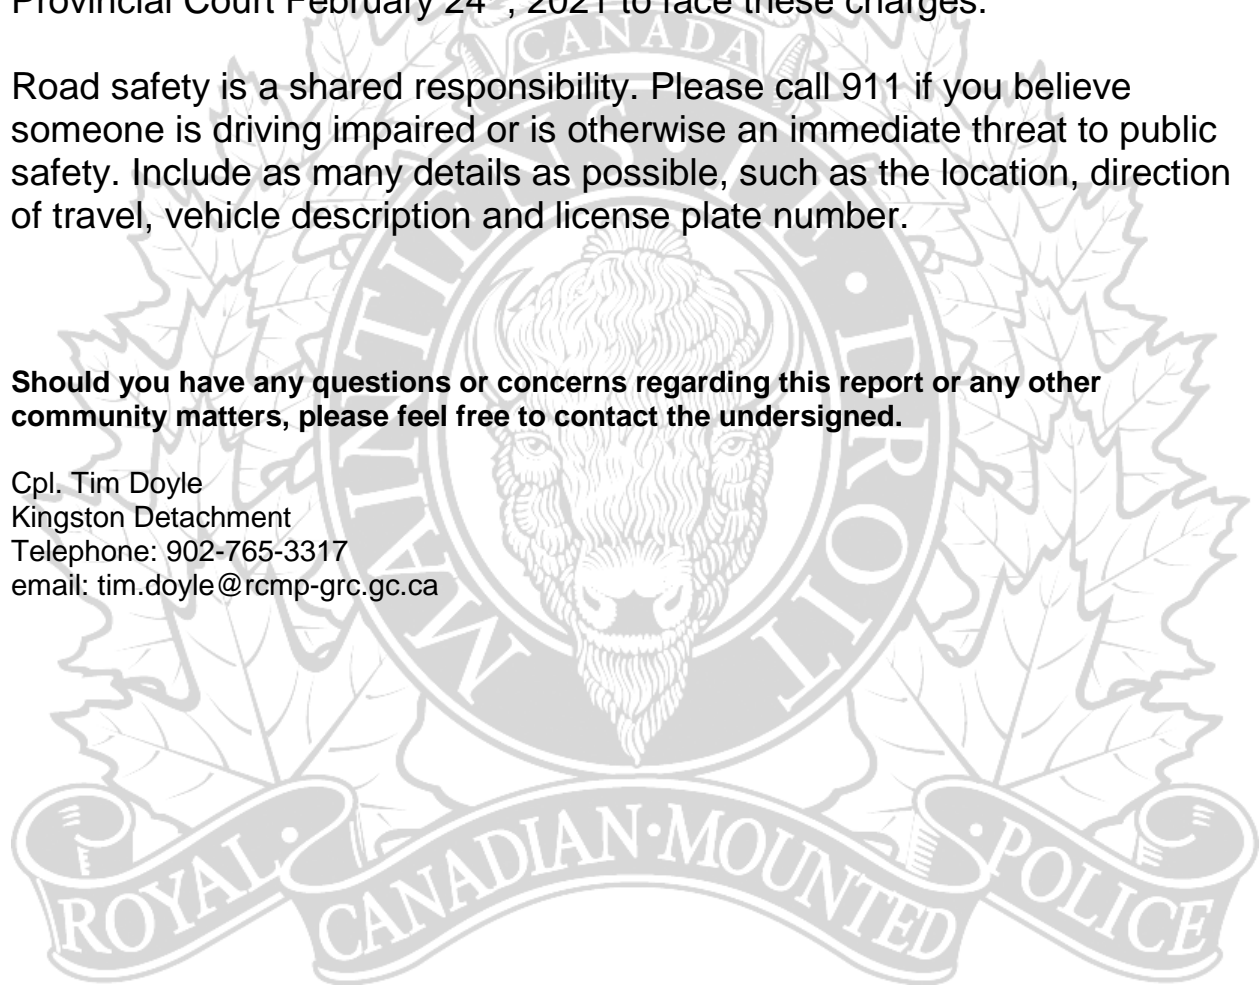 Provincial Court February 24 , 2021 to face these charges.
Road safety is a shared responsibility. Please call 911 if you believe
someone is driving impaired or is otherwise an immediate threat to public
safety. Include as many details as possible, such as the location, direction
of travel, vehicle description and license plate number.
Should you have any questions or concerns regarding this report or any other
community matters, please feel free to contact the undersigned.
Cpl. Tim Doyle
Kingston Detachment
Telephone: 902-765-3317
email: tim.doyle@rcmp-grc.gc.ca
CANADA
MAINTIENS LE DROIT
ROYAL · CANADIAN · MOUNTED · POLICE